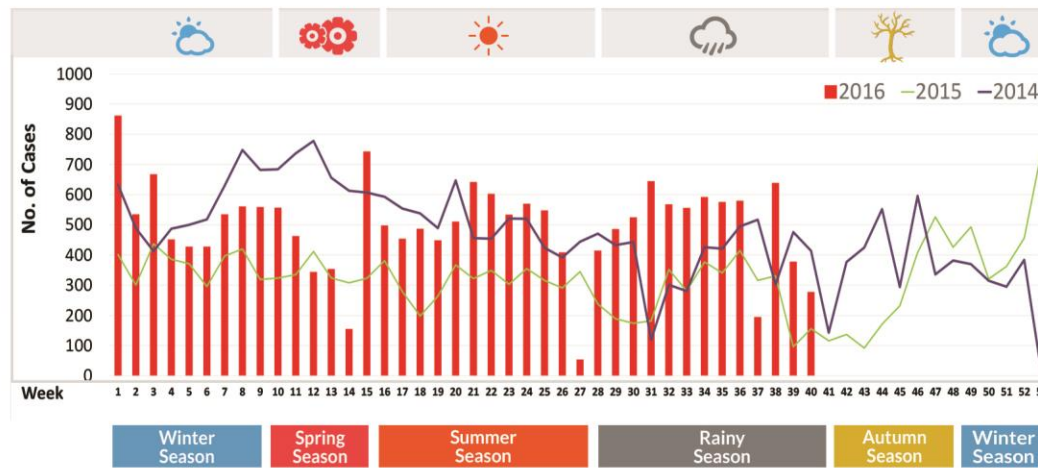 1000
2016 2015 2014
900
800
700
600
500
400
300
200
100
0
No. of Cases
Week 1 2 3 4 5 6 7 8 9 10 11 12 13 14 15 16 17 18 19 20 21 22 23 24 25 26 27 28 29 30 31 32 33 34 35 36 37 38 39 40 41 42 43 44 45 46 47 48 49 50 51 52
Winter Season
Spring Season
Summer Season
Rainy Season
Autumn Season
Winter Season